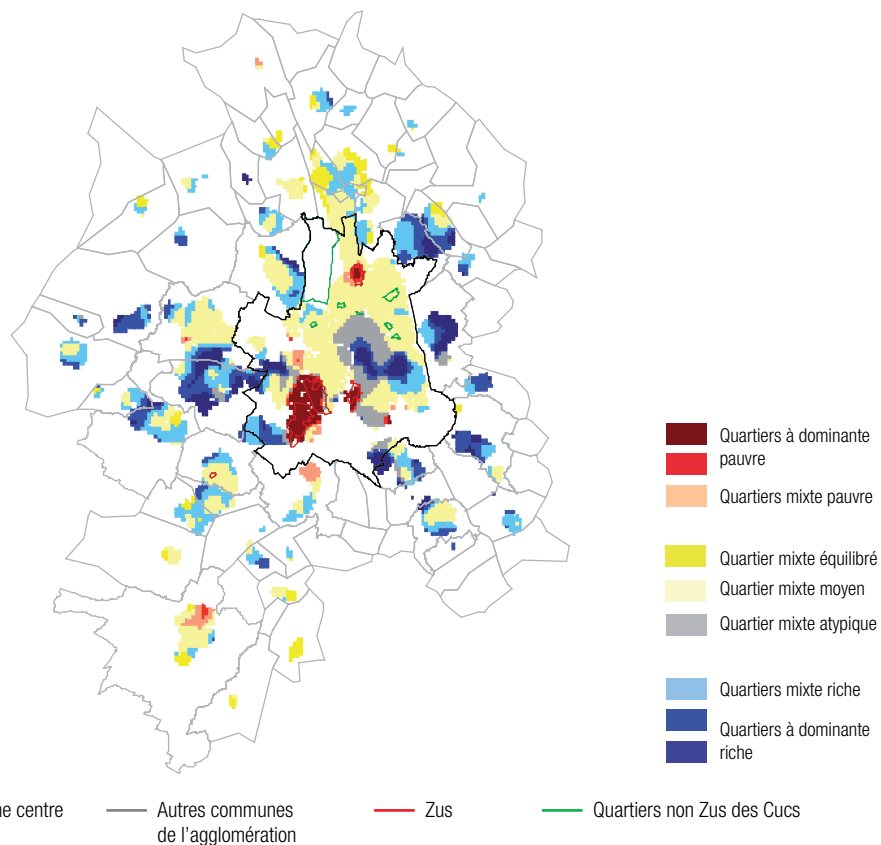 Quartiers à dominante
pauvre
Quartiers mixte pauvre
Quartier mixte équilibré
Quartier mixte moyen
Quartier mixte atypique
Quartiers mixte riche
Quartiers à dominante
riche
ne centre
Autres communes
de l'agglomération
Zus
Quartiers non Zus des Cucs